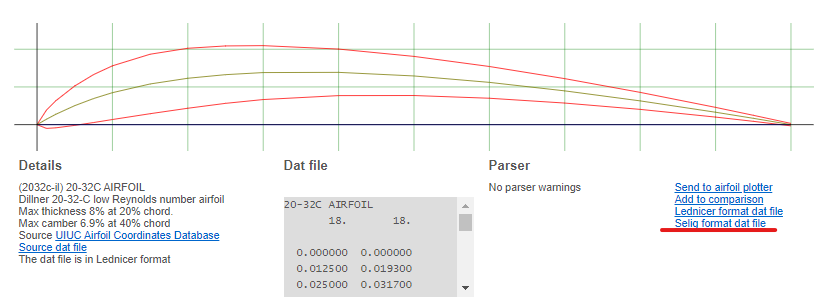 Details
(2032c-il) 20-32C AIRFOIL
Dillner 20-32-C low Reynolds number airfoil
Max thickness 8% at 20% chord.
Max camber 6.9% at 40% chord
Source UIUC Airfoil Coordinates Database
Source dat file
The dat file is in Lednicer format
Dat file
20-32C AIRFOIL
18. 18.
0.000000 0.000000
0.012500 0.019300
0.025000 0.031700
Parser
No parser warnings
Send to airfoil plotter
Add to comparison
Lednicer format dat file
Selig format dat file